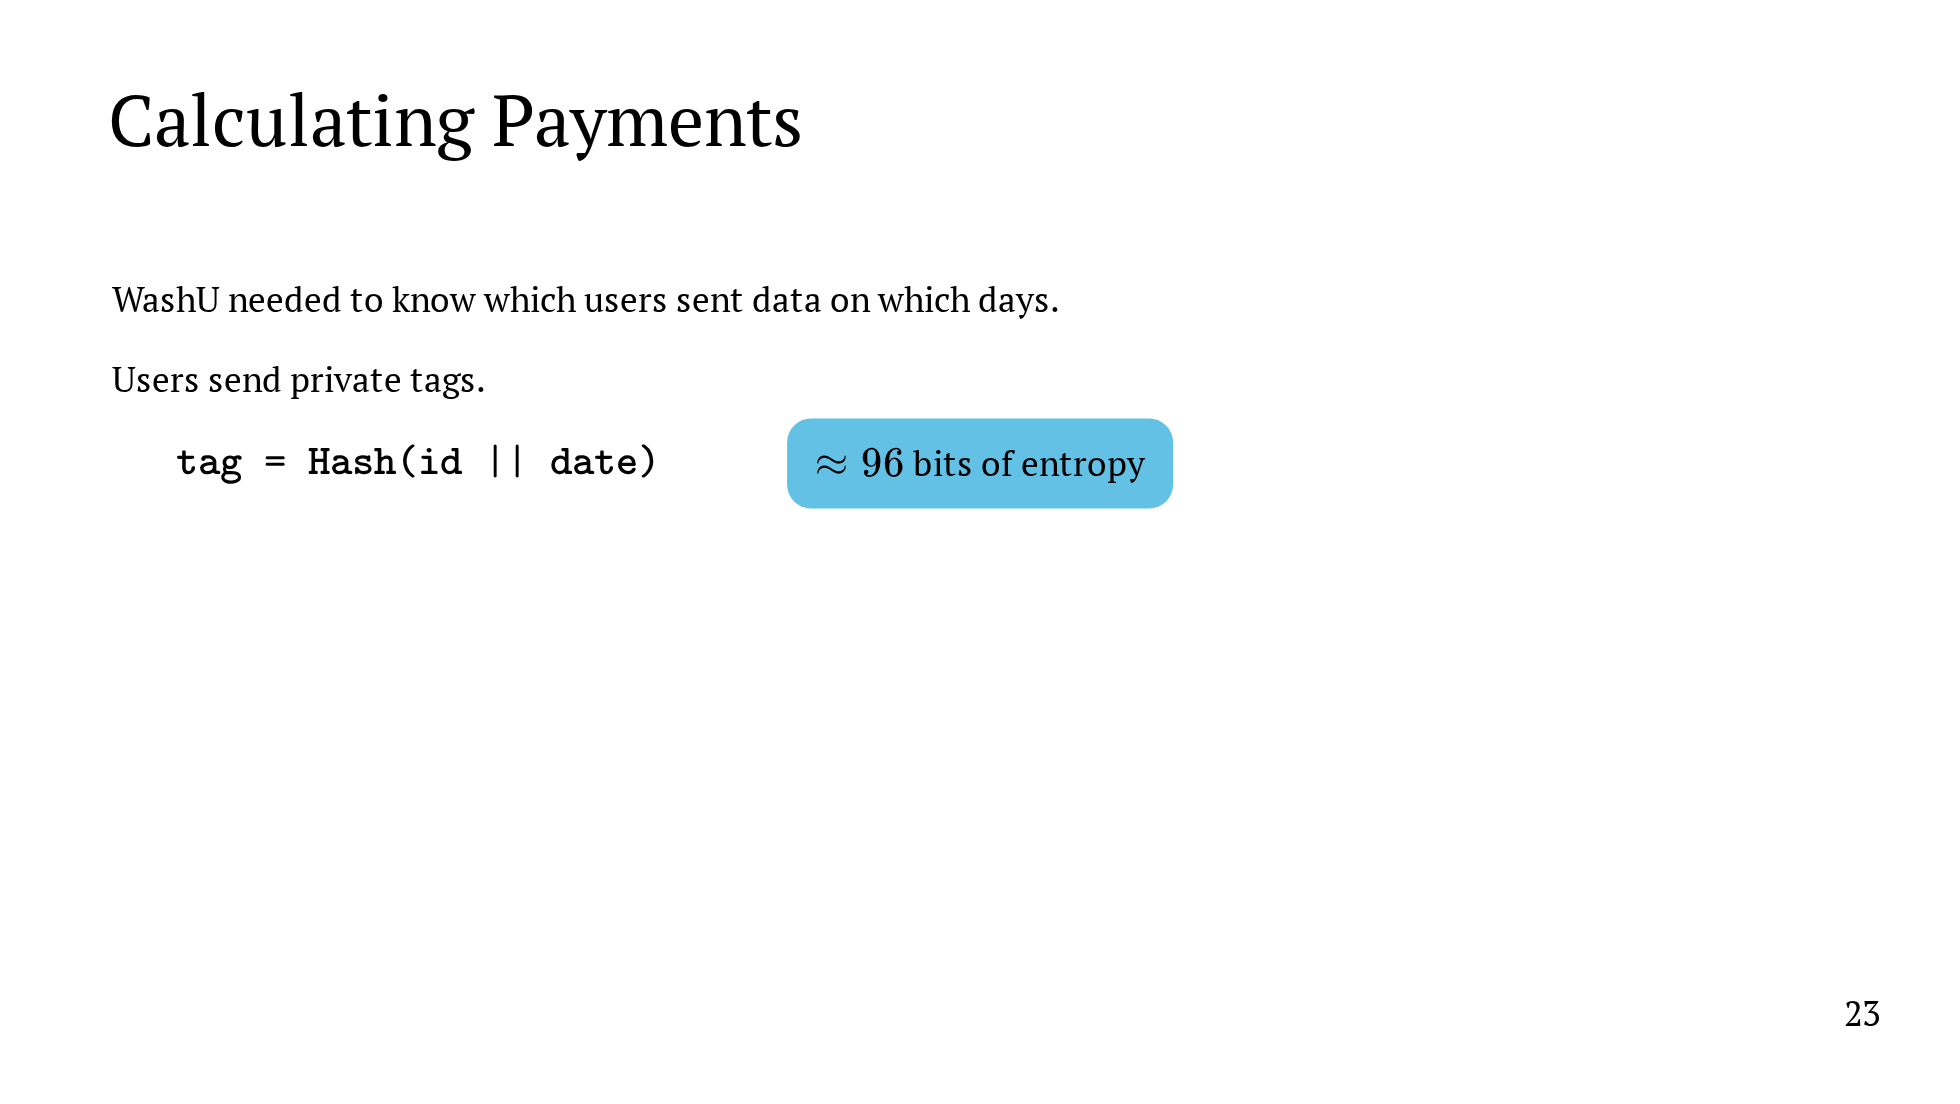 Calculating Payments
WashU needed to know which users sent data on which days.
Users send private tags.
tag = Hash(id || date)
≈ 96 bits of entropy
23